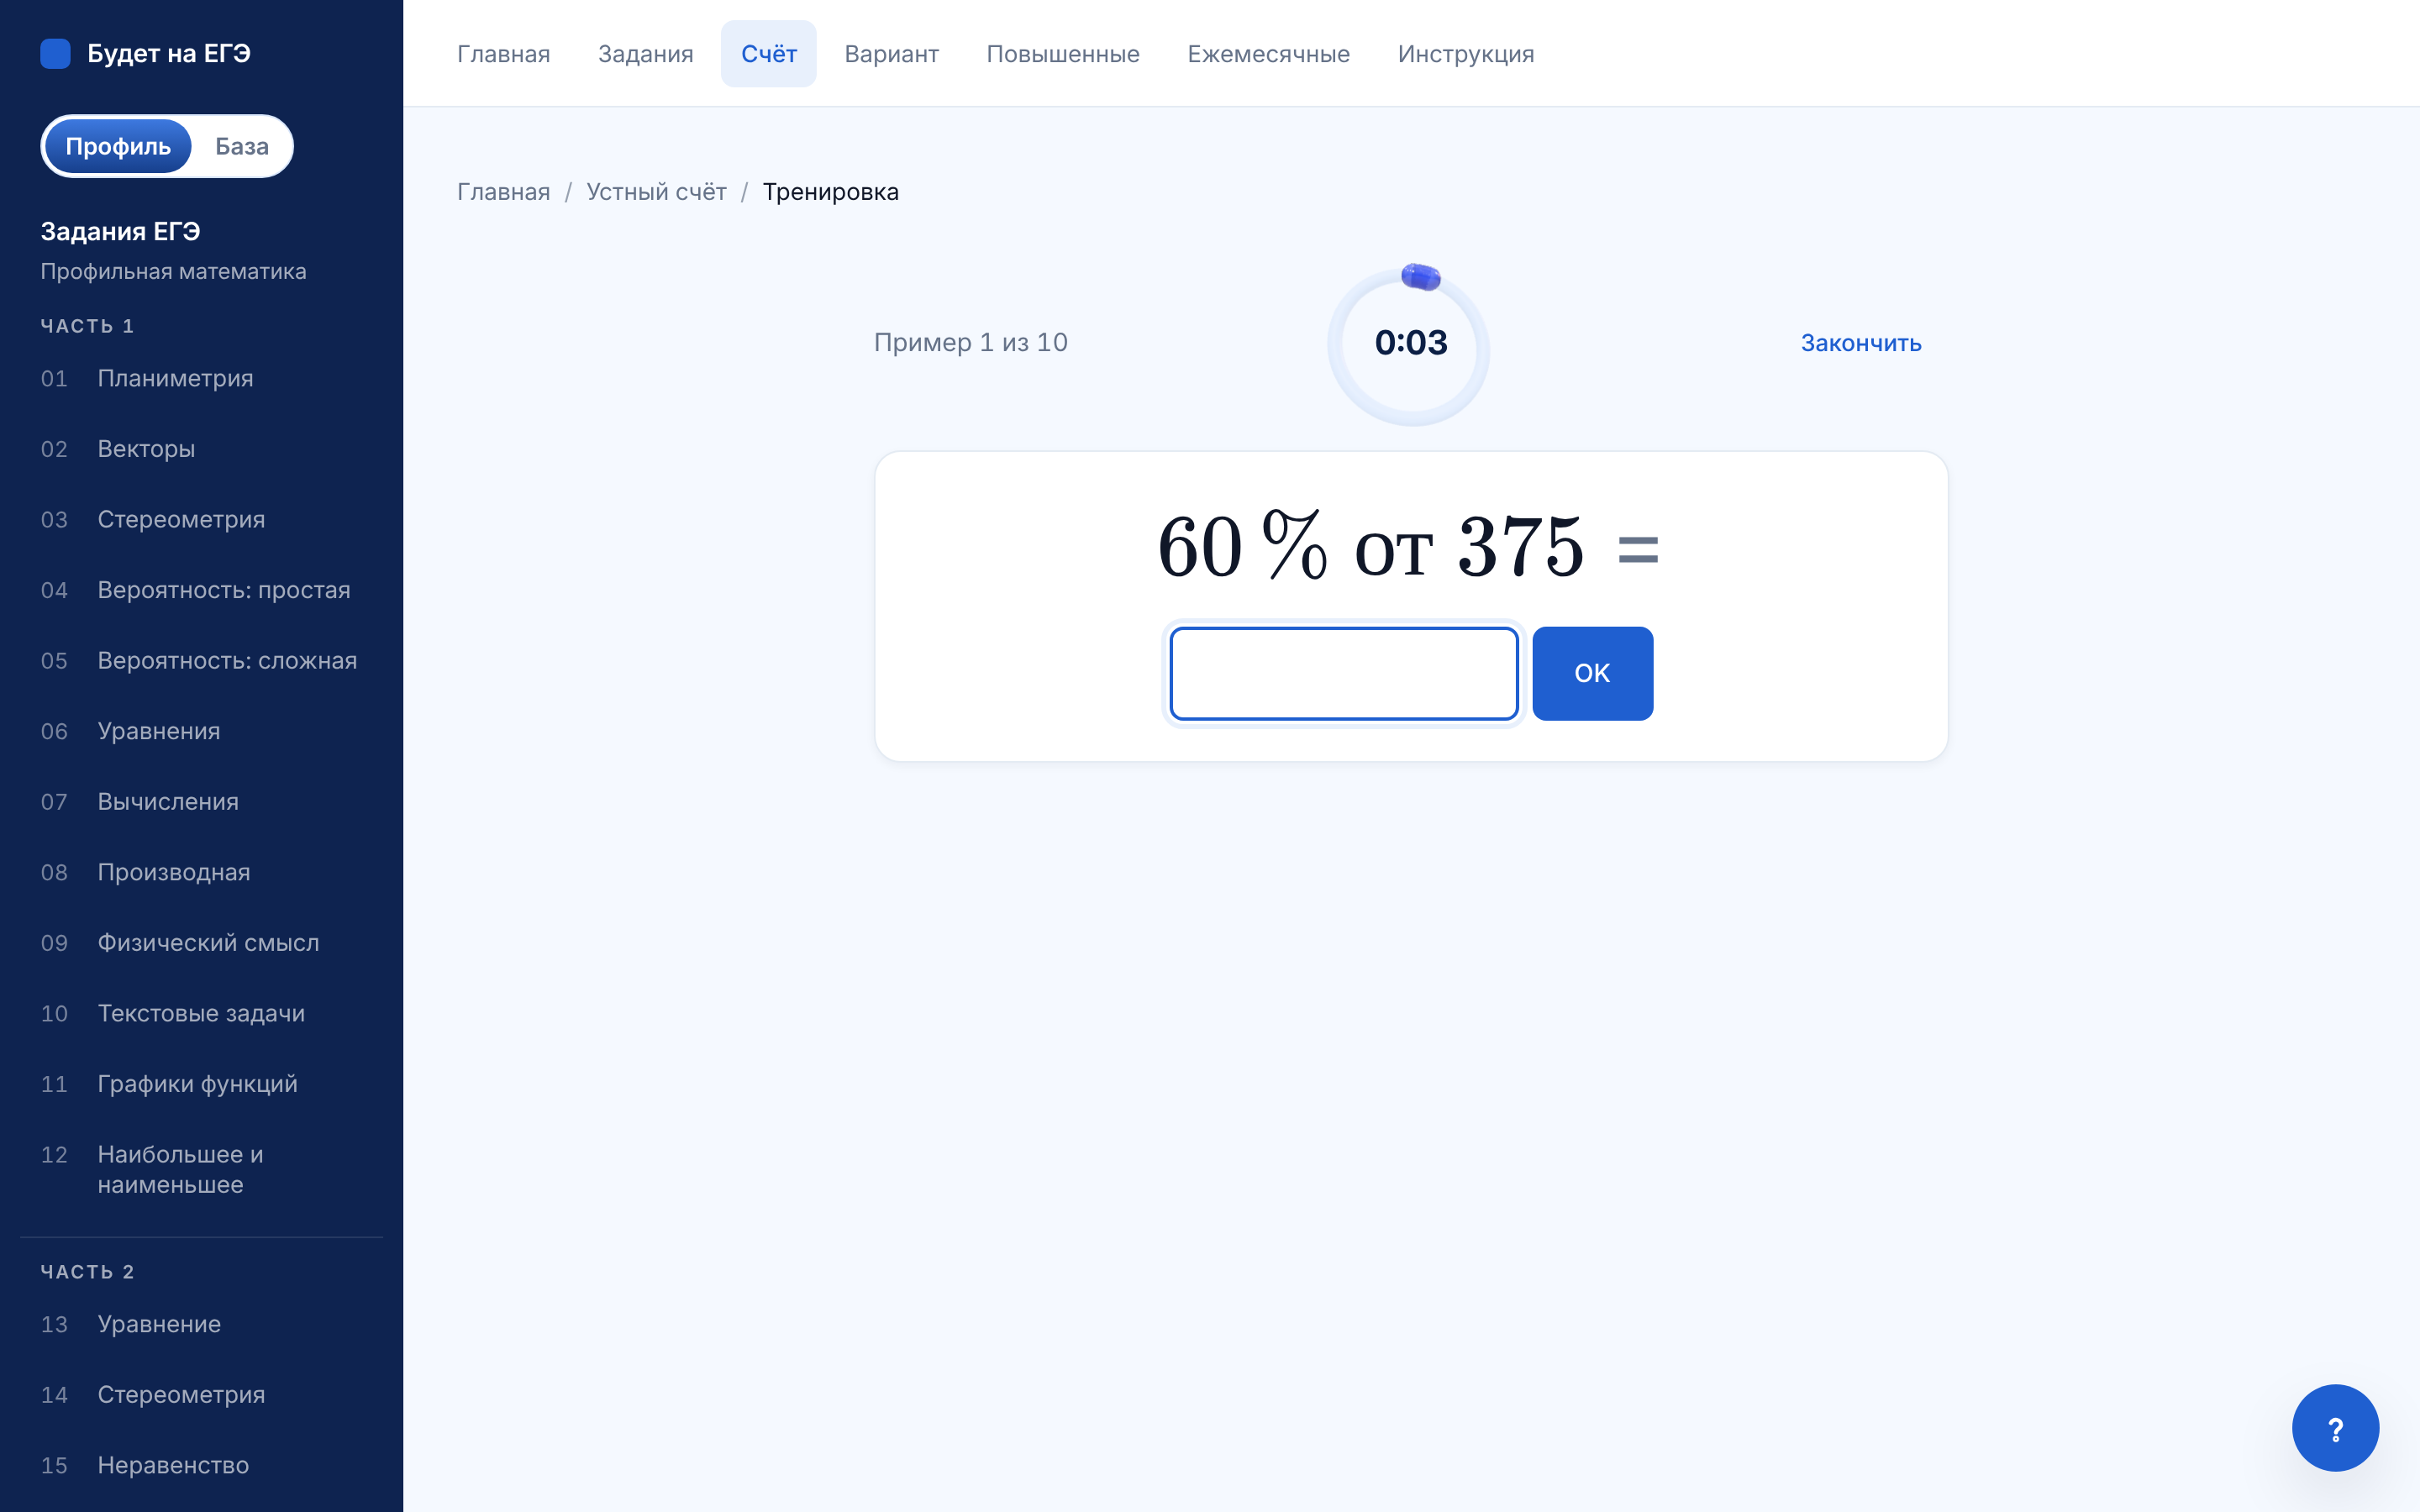 Будет на ЕГЭ
Профиль База
Задания ЕГЭ
Профильная математика
ЧАСТЬ 1
01 Планиметрия
02 Векторы
03 Стереометрия
04 Вероятность: простая
05 Вероятность: сложная
06 Уравнения
07 Вычисления
08 Производная
09 Физический смысл
10 Текстовые задачи
11 Графики функций
12 Наибольшее и
наименьшее
ЧАСТЬ 2
13 Уравнение
14 Стереометрия
15 Неравенство
Главная Задания Счёт Вариант Повышенные Ежемесячные Инструкция
Главная / Устный счёт / Тренировка
Пример 1 из 10
0:03
Закончить
60 % от 375 =
OK
?